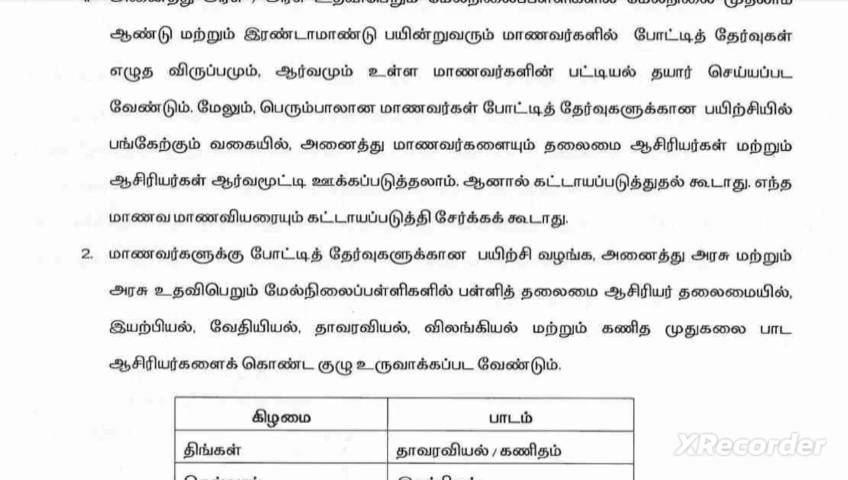 ஆண்டு மற்றும் இரண்டாமாண்டு பயின்றுவரும் மாணவர்களில் போட்டித் தேர்வுகள்
எழுத விருப்பமும், ஆர்வமும் உள்ள மாணவர்களின் பட்டியல் தயார் செய்யப்பட
வேண்டும். மேலும், பெரும்பாலான மாணவர்கள் போட்டித் தேர்வுகளுக்கான பயிற்சியில்
பங்கேற்கும் வகையில், அனைத்து மாணவர்களையும் தலைமை ஆசிரியர்கள் மற்றும்
ஆசிரியர்கள் ஆர்வமூட்டி ஊக்கப்படுத்தலாம். ஆனால் கட்டாயப்படுத்துதல் கூடாது. எந்த
மாணவ மாணவியரையும் கட்டாயப்படுத்தி சேர்க்கக் கூடாது.
2. மாணவர்களுக்கு போட்டித் தேர்வுகளுக்கான பயிற்சி வழங்க, அனைத்து அரசு மற்றும்
அரசு உதவிபெறும் மேல்நிலைப்பள்ளிகளில் பள்ளித் தலைமை ஆசிரியர் தலைமையில்,
இயற்பியல், வேதியியல், தாவரவியல், விலங்கியல் மற்றும் கணித முதுகலை பாட
ஆசிரியர்களைக் கொண்ட குழு உருவாக்கப்பட வேண்டும்.
கிழமை பாடம்
திங்கள் தாவரவியல் / கணிதம்
XRecorder